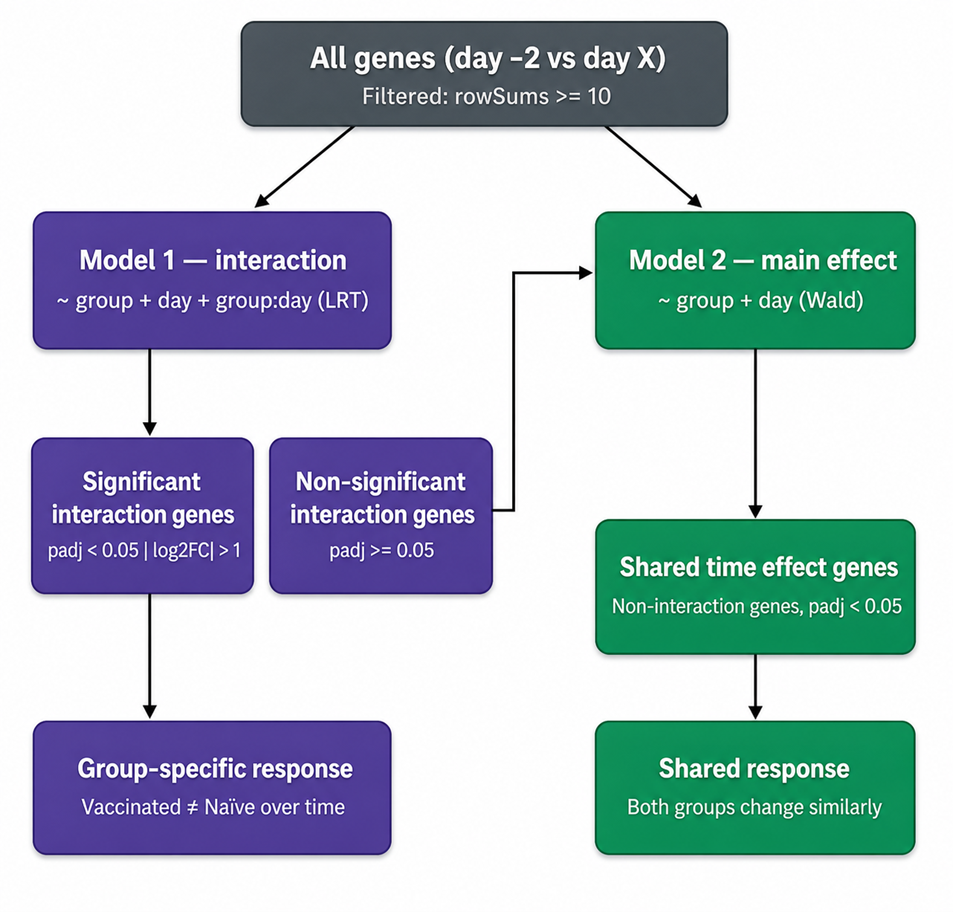 All genes (day –2 vs day X)
Filtered: rowSums >= 10
Model 1 — interaction
~ group + day + group:day (LRT)
Model 2 — main effect
~ group + day (Wald)
Significant
interaction genes
padj < 0.05 | log2FC| > 1
Non-significant
interaction genes
padj >= 0.05
Shared time effect genes
Non-interaction genes, padj < 0.05
Group-specific response
Vaccinated ≠ Naïve over time
Shared response
Both groups change similarly